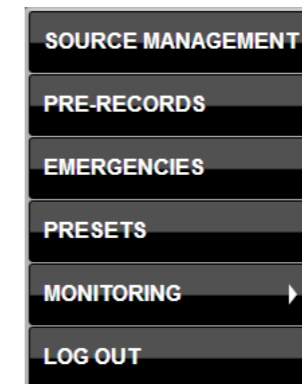 SOURCE MANAGEMENT
PRE-RECORDS
EMERGENCIES
PRESETS
MONITORING
LOG OUT